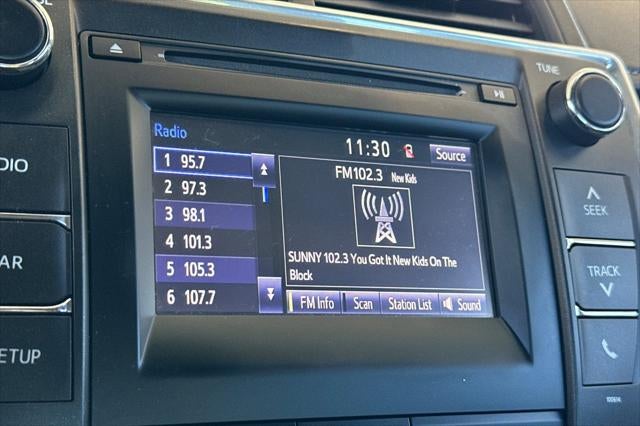 TUNE
Radio
11:30
Source
1 95.7
2 97.3
3 98.1
4 101.3
5 105.3
6 107.7
FM102.3 New Kids
SUNNY 102.3 You Got It New Kids On The
Block
FM Info Scan Station List Sound
DIO
AR
ETUP
SEEK
TRACK
100614